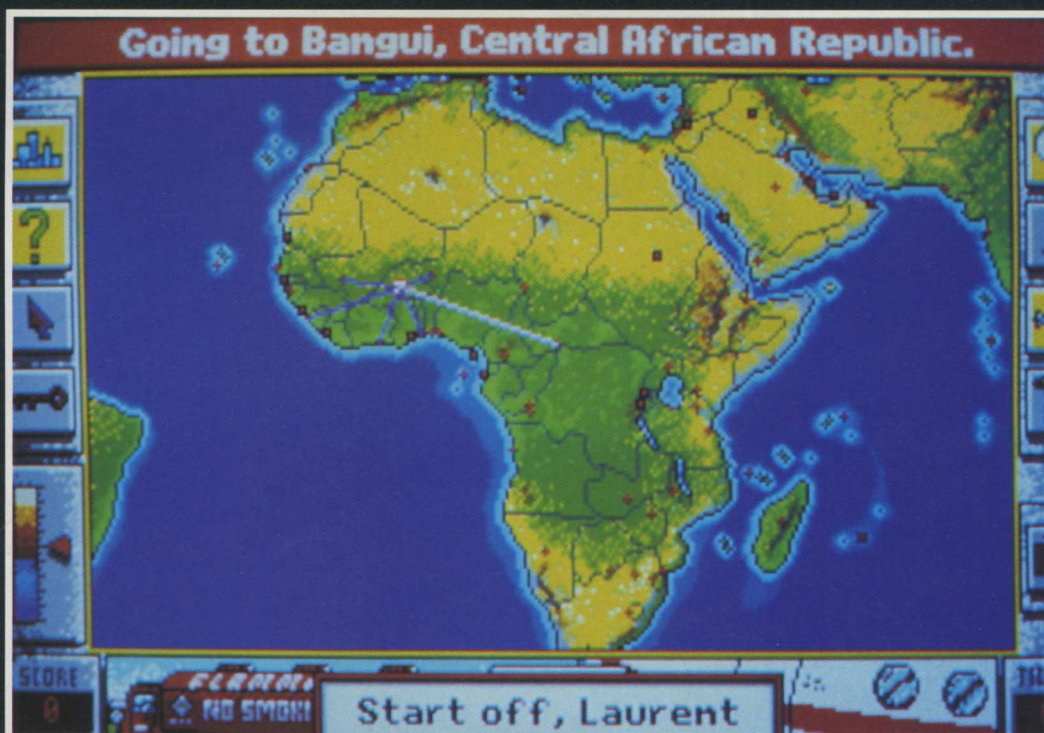 Going to Bangui, Central African Republic.
?
SCORE
0
NO SMOKI
Start off, Laurent